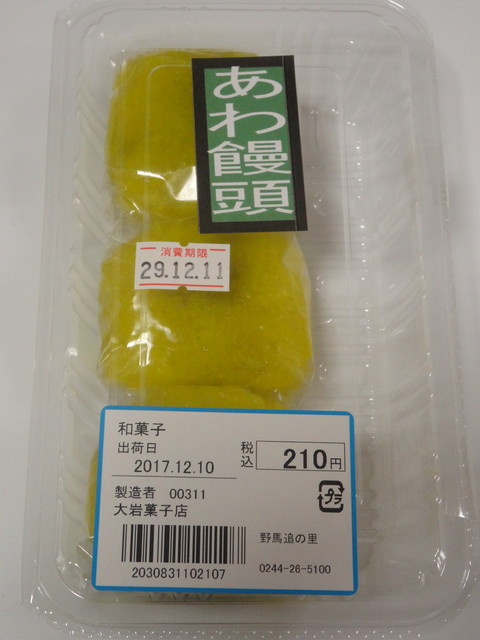 あわ饅頭
消費期限
29.12.11
和菓子
出荷日
2017.12.10
税込
210円
製造者 00311
大岩菓子店
プラ
2030831102107
野馬追の里
0244-26-5100